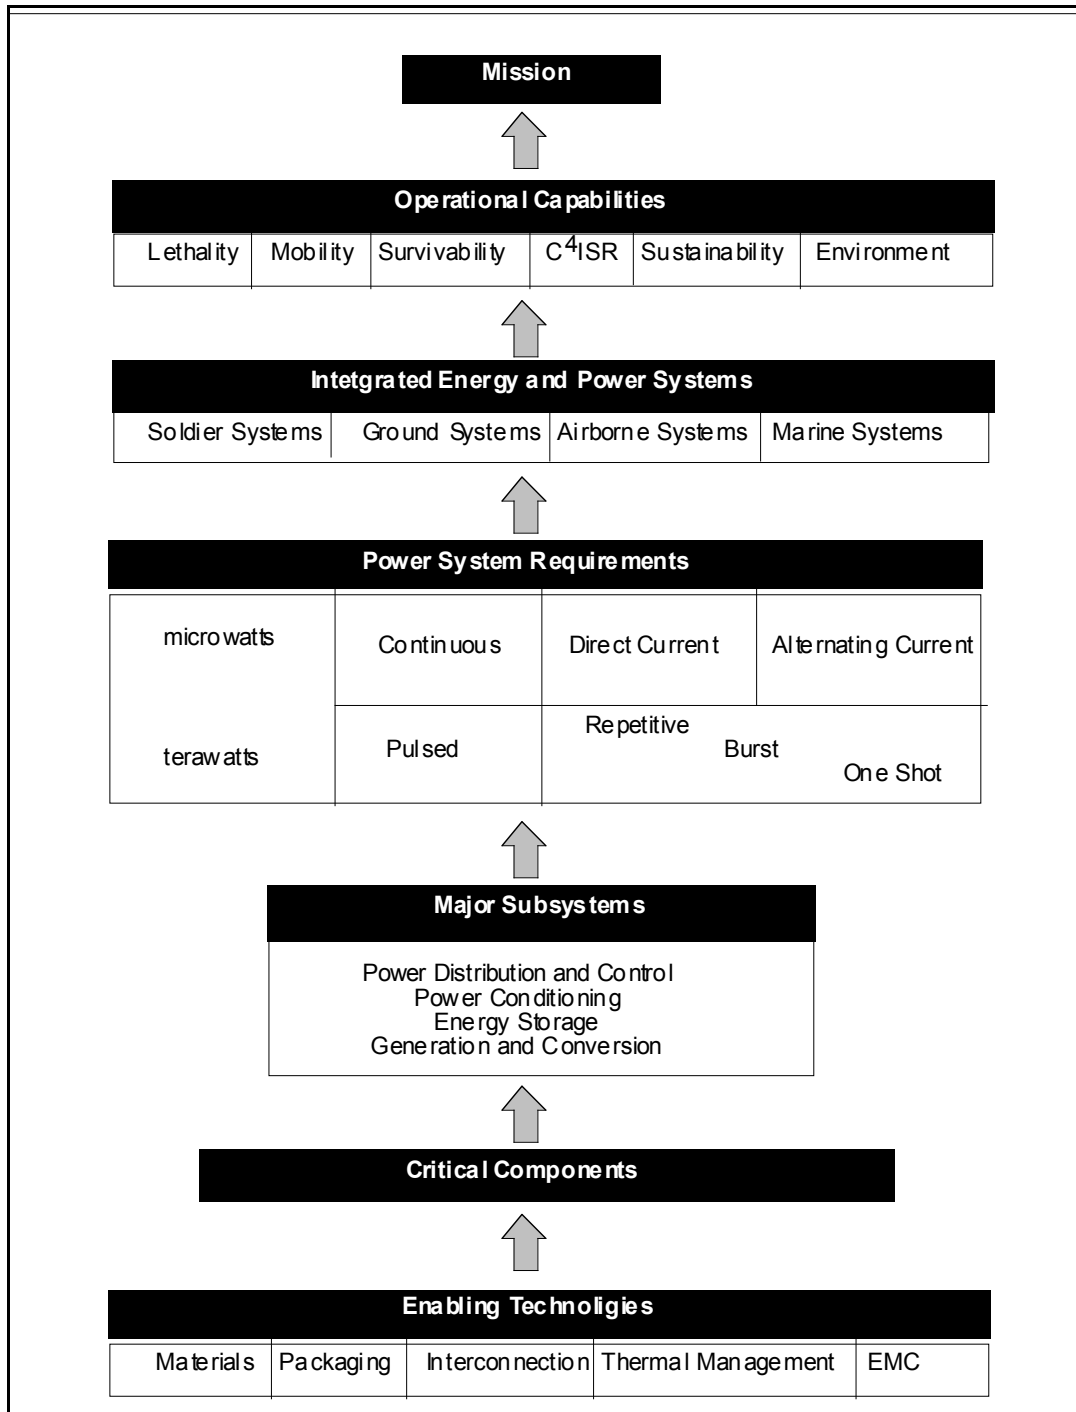 Mission
Operational Capabilities
Lethality Mobility Survivability C⁴ISR Sustainability Environment
Intetgrated Energy and Power Systems
Soldier Systems Ground Systems Airborne Systems Marine Systems
Power System Requirements
microwatts Continuous Direct Current Alternating Current
terawatts Pulsed Repetitive
Burst
One Shot
Major Subsystems
Power Distribution and Control
Power Conditioning
Energy Storage
Generation and Conversion
Critical Components
Enabling Technoligies
Materials Packaging Interconnection Thermal Management EMC